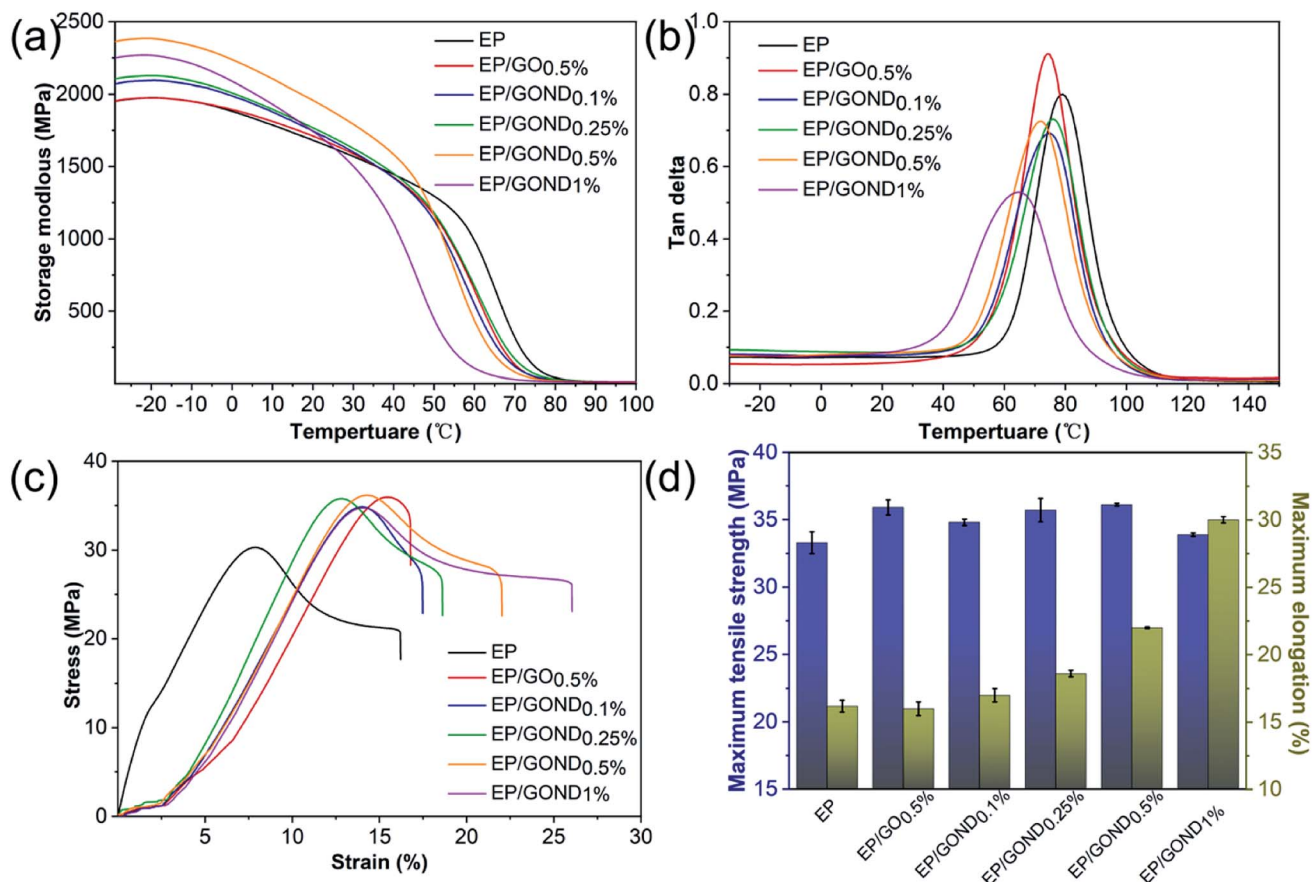 (a)
2500
2000
1500
1000
500
Storage modlous (MPa)
-20 -10 0 10 20 30 40 50 60 70 80 90 100
Tempertuare (℃)
EP
EP/GO0.5%
EP/GOND0.1%
EP/GOND0.25%
EP/GOND0.5%
EP/GOND1%
(b)
1.0
0.8
0.6
0.4
0.2
0.0
Tan delta
-20 0 20 40 60 80 100 120 140
Tempertuare (℃)
EP
EP/GO0.5%
EP/GOND0.1%
EP/GOND0.25%
EP/GOND0.5%
EP/GOND1%
(c)
40
30
20
10
0
Stress (MPa)
5 10 15 20 25 30
Strain (%)
EP
EP/GO0.5%
EP/GOND0.1%
EP/GOND0.25%
EP/GOND0.5%
EP/GOND1%
(d)
40
35
30
25
20
15
Maximum tensile strength (MPa)
35
30
25
20
15
10
Maximum elongation (%)
EP
EP/GO0.5%
EP/GOND0.1%
EP/GOND0.25%
EP/GOND0.5%
EP/GOND1%